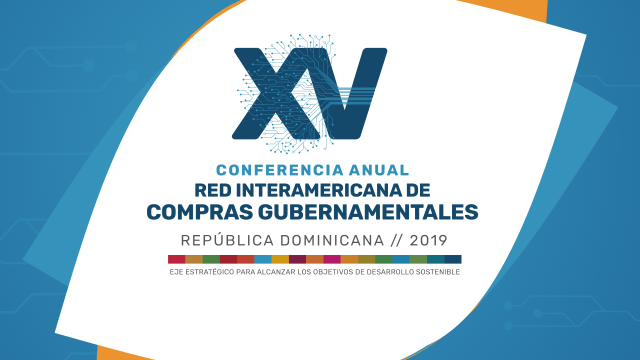 XV
CONFERENCIA ANUAL
RED INTERAMERICANA DE
COMPRAS GUBERNAMENTALES
REPÚBLICA DOMINICANA // 2019
EJE ESTRATÉGICO PARA ALCANZAR LOS OBJETIVOS DE DESARROLLO SOSTENIBLE